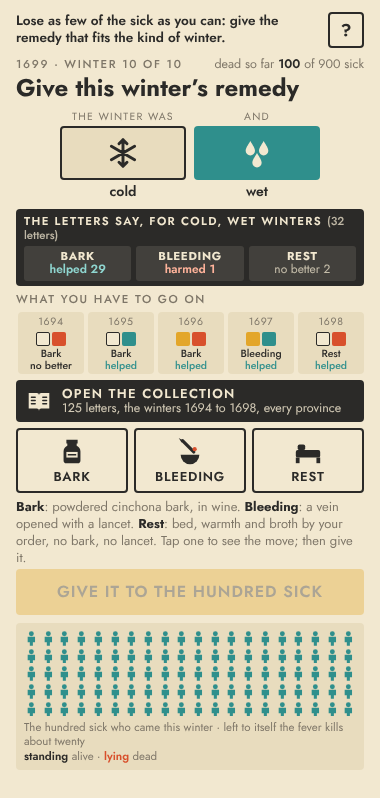 Lose as few of the sick as you can: give the
remedy that fits the kind of winter.
?
1699 · WINTER 10 OF 10
dead so far 100 of 900 sick
Give this winter's remedy
THE WINTER WAS
AND
cold
wet
THE LETTERS SAY, FOR COLD, WET WINTERS (32
letters)
BARK
helped 29
BLEEDING
harmed 1
REST
no better 2
WHAT YOU HAVE TO GO ON
1694
Bark
no better
1695
Bark
helped
1696
Bark
helped
1697
Bleeding
helped
1698
Rest
helped
OPEN THE COLLECTION
125 letters, the winters 1694 to 1698, every province
BARK
BLEEDING
REST
Bark: powdered cinchona bark, in wine. Bleeding: a vein
opened with a lancet. Rest: bed, warmth and broth by your
order, no bark, no lancet. Tap one to see the move; then give
it.
GIVE IT TO THE HUNDRED SICK
The hundred sick who came this winter · left to itself the fever kills
about twenty
standing alive · lying dead